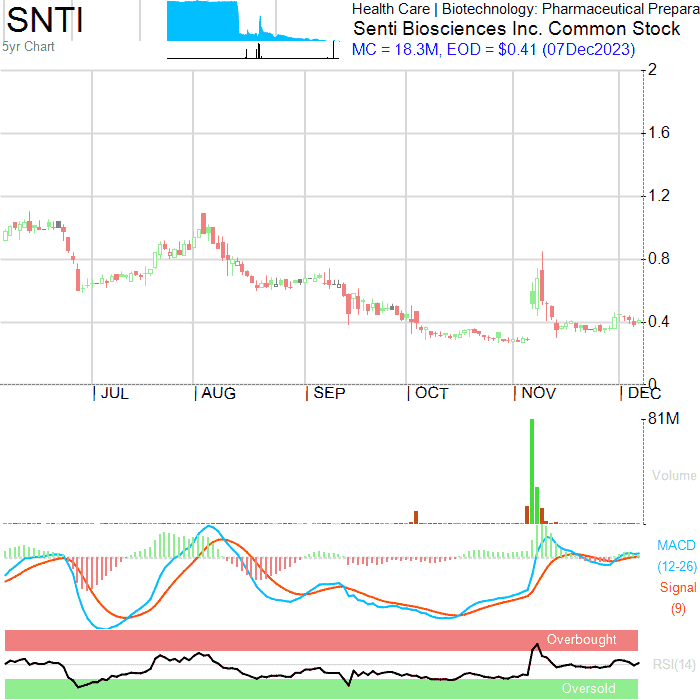 SNTI
5yr Chart
Health Care | Biotechnology: Pharmaceutical Prepara
Senti Biosciences Inc. Common Stock
MC = 18.3M, EOD = $0.41 (07Dec2023)
2
1.6
1.2
0.8
0.4
0
JUL AUG SEP OCT NOV DEC
81M
Volume
MACD
(12-26)
Signal
(9)
Overbought
RSI(14)
Oversold